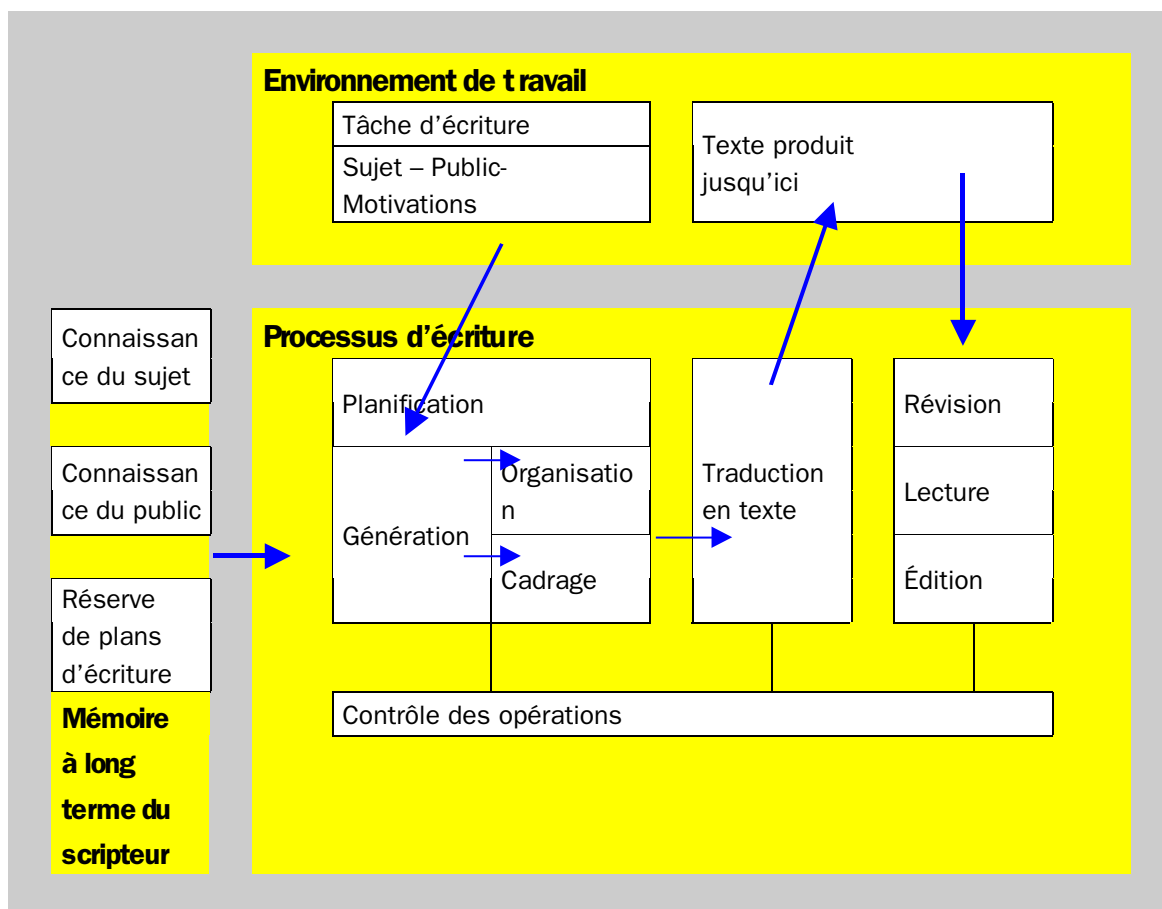 Environnement de travail
Tâche d'écriture
Sujet – Public-
Motivations
Texte produit
jusqu'ici
Connaissan
ce du sujet
Connaissan
ce du public
Réserve
de plans
d'écriture
Mémoire
à long
terme du
scripteur
Processus d'écriture
Planification
Génération
Organisatio
n
Cadrage
Traduction
en texte
Révision
Lecture
Édition
Contrôle des opérations